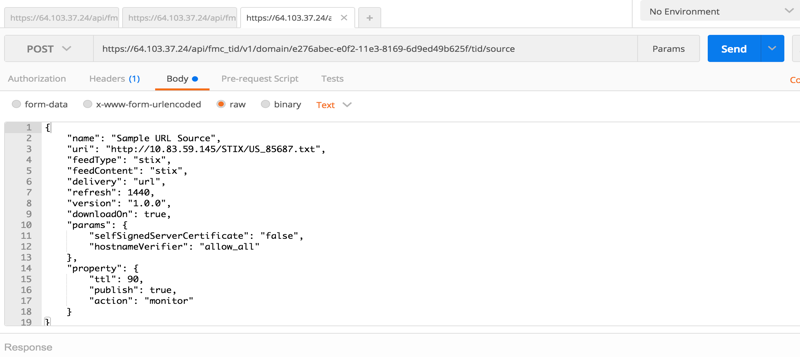 https://64.103.37.24/api/fm https://64.103.37.24/api/fmc https://64.103.37.24/a × + No Environment
POST https://64.103.37.24/api/fmc_tid/v1/domain/e276abec-e0f2-11e3-8169-6d9ed49b625f/tid/source Params Send
Authorization Headers (1) Body Pre-request Script Tests Co
form-data x-www-form-urlencoded raw binary Text
1 {
2 "name": "Sample URL Source",
3 "uri": "http://10.83.59.145/STIX/US_85687.txt",
4 "feedType": "stix",
5 "feedContent": "stix",
6 "delivery": "url",
7 "refresh": 1440,
8 "version": "1.0.0",
9 "downloadOn": true,
10 "params": {
11 "selfSignedServerCertificate": "false",
12 "hostnameVerifier": "allow_all"
13 },
14 "property": {
15 "ttl": 90,
16 "publish": true,
17 "action": "monitor"
18 }
19 }
Response